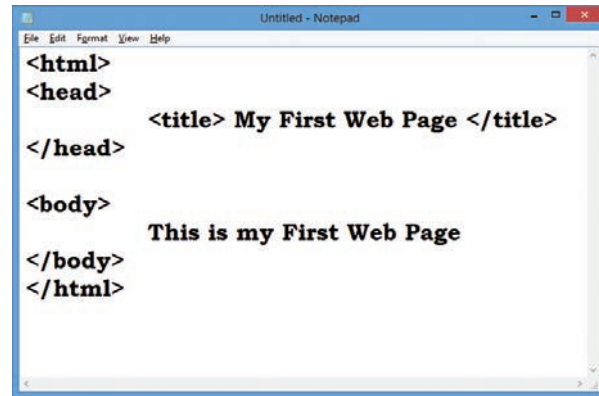 Untitled - Notepad
File Edit Format View Help
<html>
<head>
<title> My First Web Page </title>
</head>
<body>
This is my First Web Page
</body>
</html>